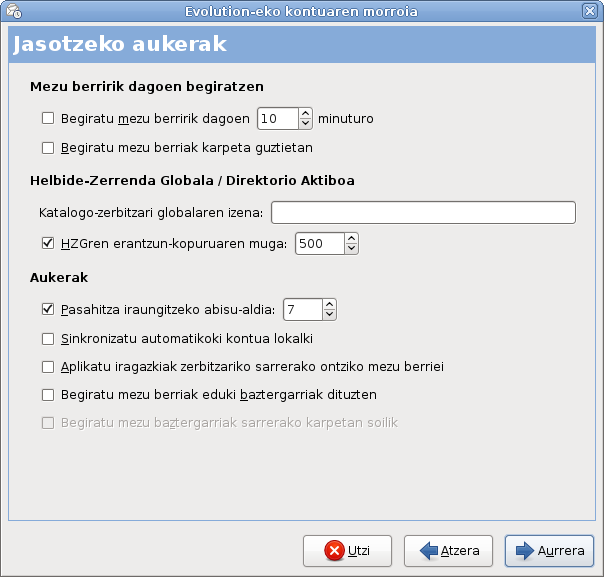 Evolution-eko kontuaren morroia
Jasotzeko aukerak
Mezu berririk dagoen begiratzen
Begiratu mezu berririk dagoen 10 minuturo
Begiratu mezu berriak karpeta guztietan
Helbide-Zerrenda Globala / Direktorio Aktiboa
Katalogo-zerbitzari globalaren izena:
HZGren erantzun-kopuruaren muga: 500
Aukerak
Pasahitza iraungitzeko abisu-aldia: 7
Sinkronizatu automatikoki kontua lokalki
Aplikatu iragazkiak zerbitzariko sarrerako ontziko mezu berriei
Begiratu mezu berriak eduki baztergarriak dituzten
Begiratu mezu baztergarriak sarrerako karpetan soilik
Utzi Atzera Aurrera